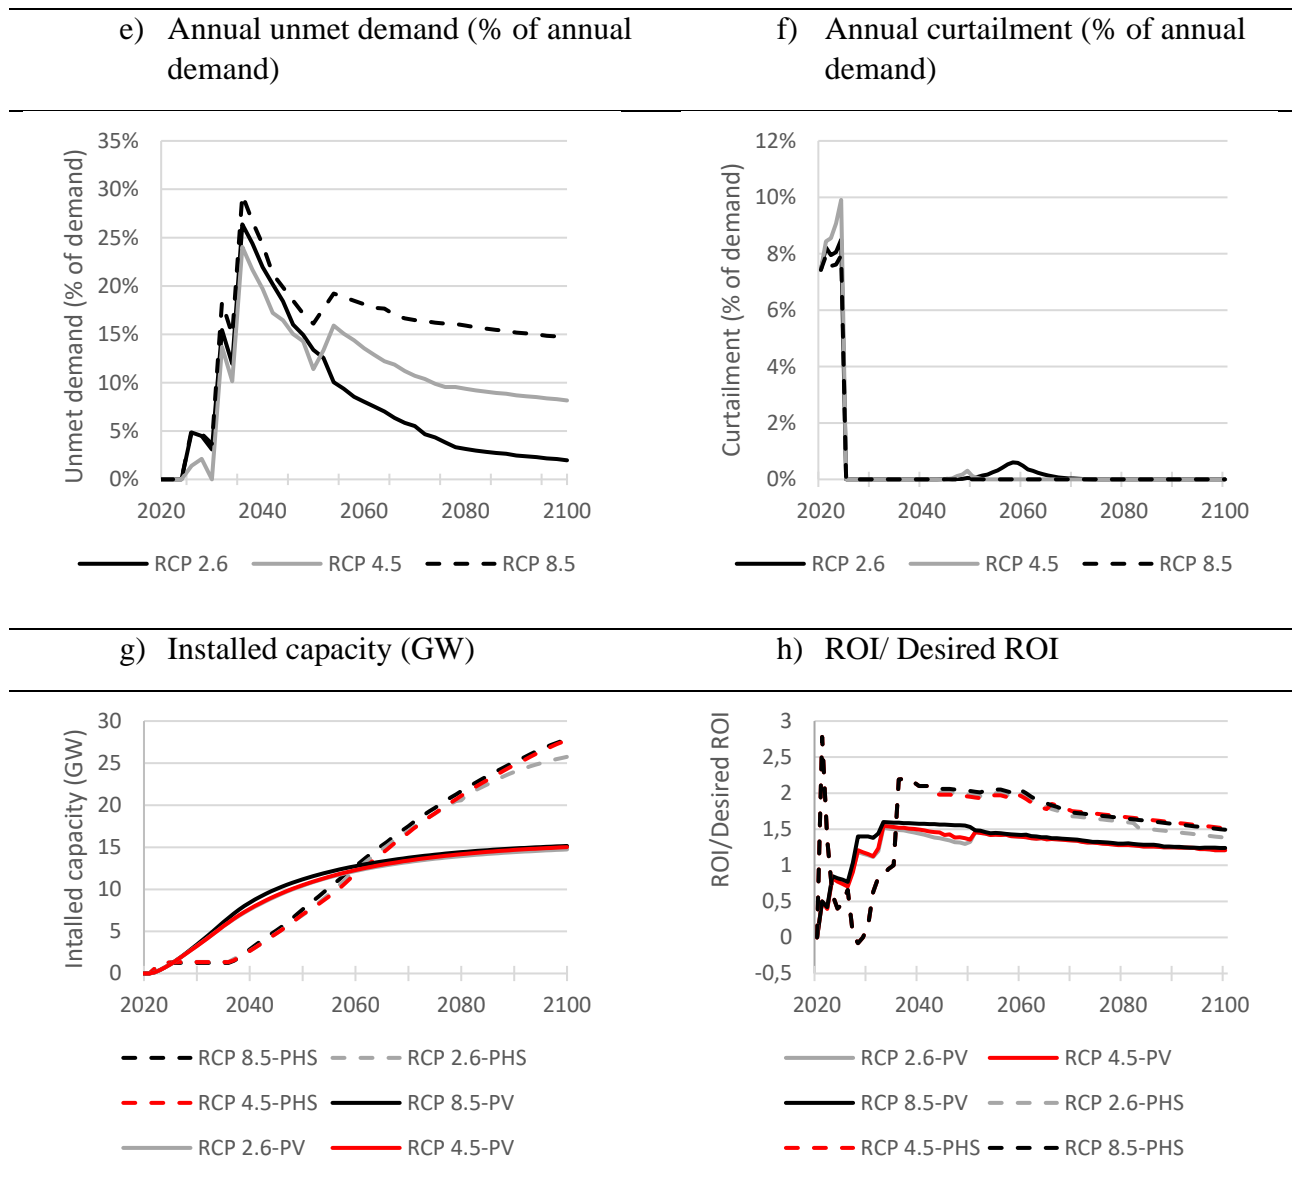 e) Annual unmet demand (% of annual
demand)
f) Annual curtailment (% of annual
demand)
Unmet demand (% of demand)
35%
30%
25%
20%
15%
10%
5%
0%
2020 2040 2060 2080 2100
RCP 2.6 RCP 4.5 RCP 8.5
Curtailment (% of demand)
12%
10%
8%
6%
4%
2%
0%
2020 2040 2060 2080 2100
RCP 2.6 RCP 4.5 RCP 8.5
g) Installed capacity (GW)
h) ROI/ Desired ROI
Intalled capacity (GW)
30
25
20
15
10
5
0
2020 2040 2060 2080 2100
RCP 8.5-PHS RCP 2.6-PHS
RCP 4.5-PHS RCP 8.5-PV
RCP 2.6-PV RCP 4.5-PV
ROI/Desired ROI
3
2,5
2
1,5
1
0,5
0
-0,5
2020 2040 2060 2080 2100
RCP 2.6-PV RCP 4.5-PV
RCP 8.5-PV RCP 2.6-PHS
RCP 4.5-PHS RCP 8.5-PHS